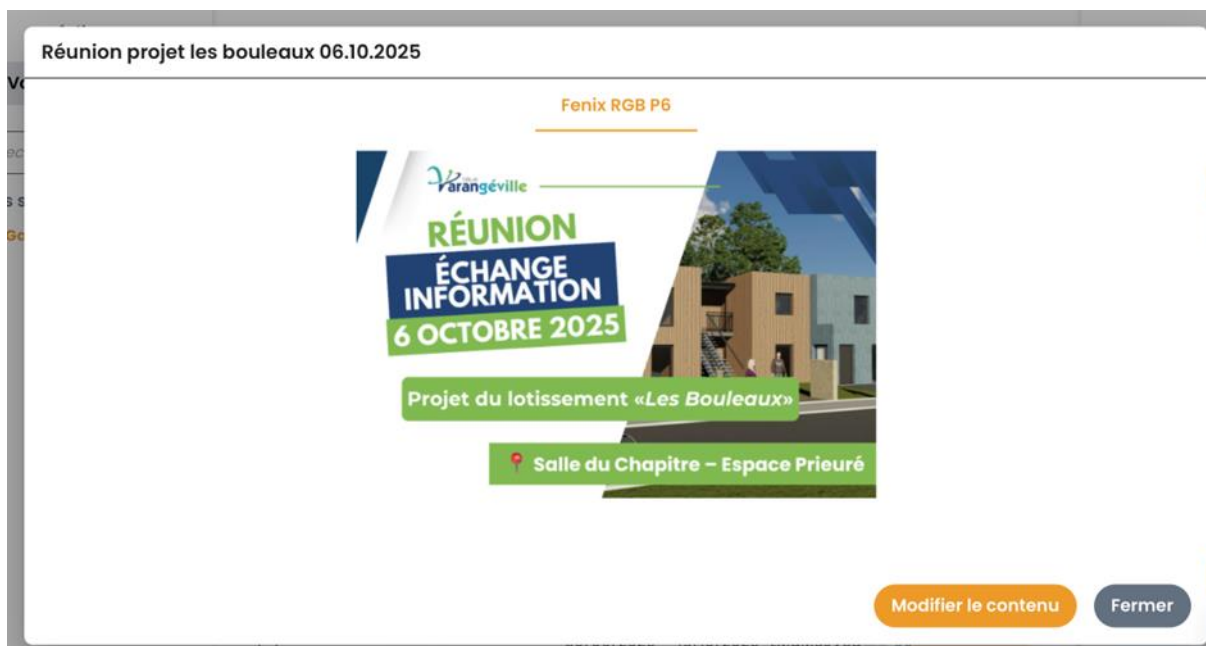 Réunion projet les bouleaux 06.10.2025
Fenix RGB P6
Varangéville
RÉUNION
ÉCHANGE
INFORMATION
6 OCTOBRE 2025
Projet du lotissement «Les Bouleaux»
Salle du Chapitre – Espace Prieuré
Modifier le contenu
Fermer